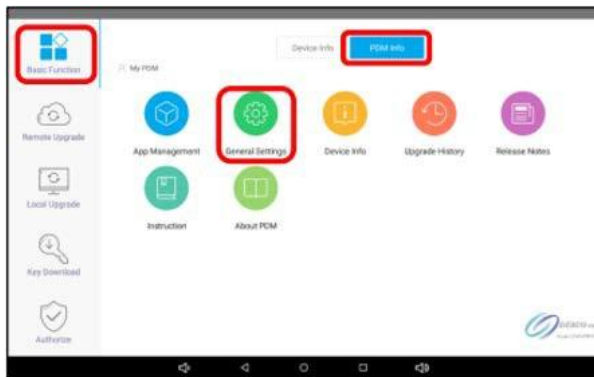 Device Info
PDM Info
Basic Function
My PDM
Remote Upgrade
App Management
General Settings
Device Info
Upgrade History
Release Notes
Local Upgrade
Instruction
About PDM
Key Download
Authorize